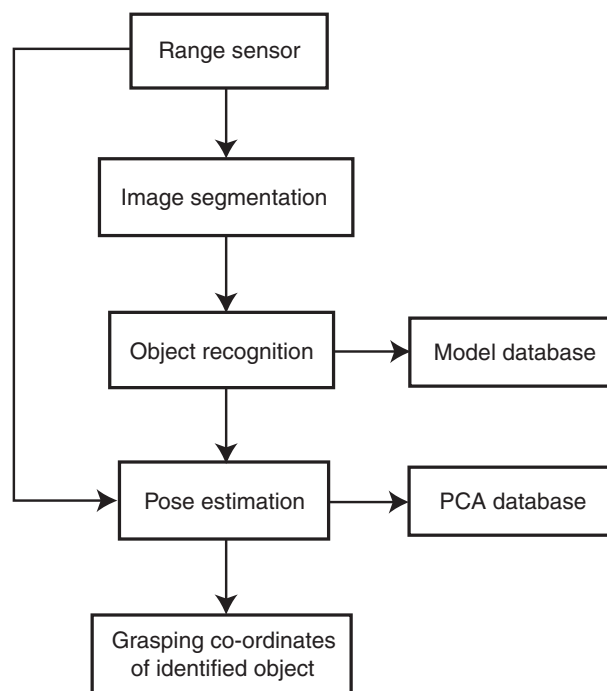 Range sensor
Image segmentation
Object recognition
Model database
Pose estimation
PCA database
Grasping co-ordinates
of identified object